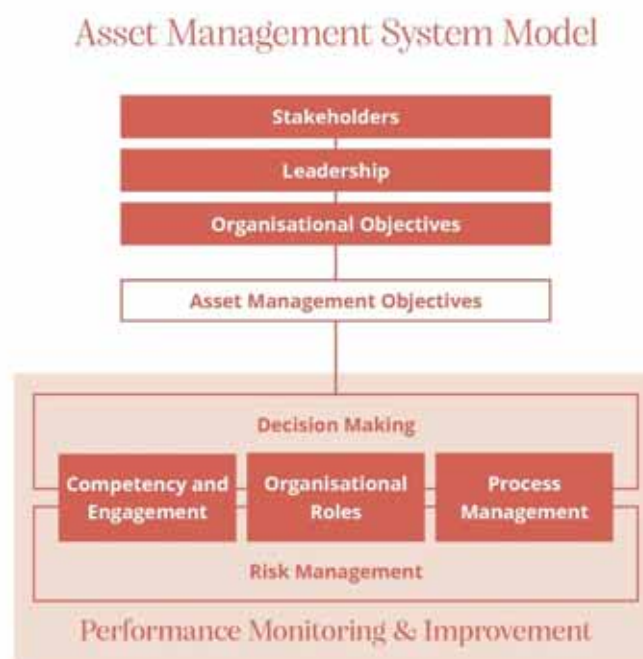 Asset Management System Model
Stakeholders
Leadership
Organisational Objectives
Asset Management Objectives
Decision Making
Competency and
Engagement
Organisational
Roles
Process
Management
Risk Management
Performance Monitoring & Improvement